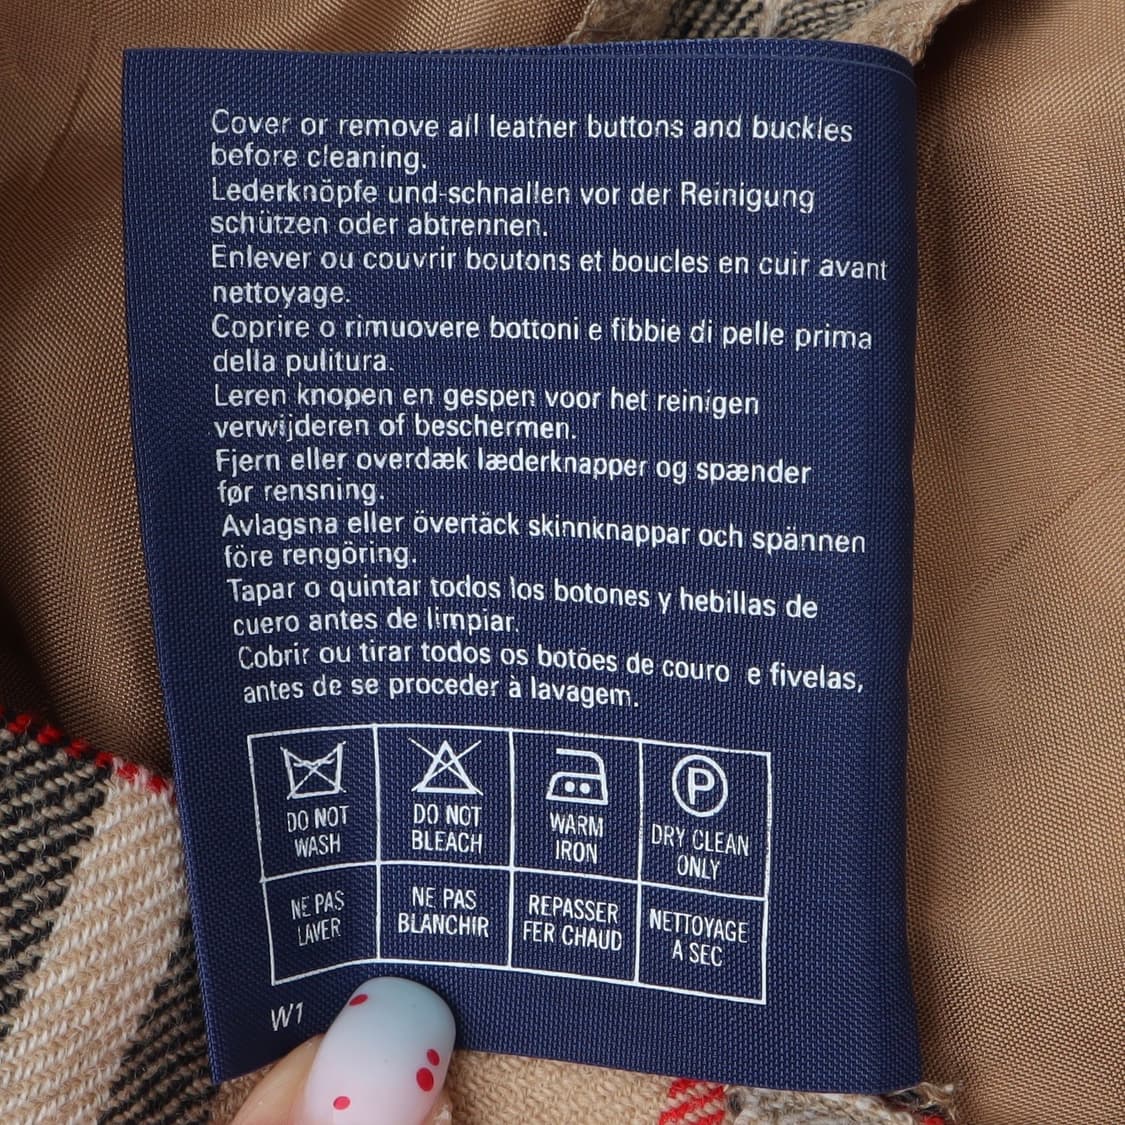 Cover or remove all leather buttons and buckles
before cleaning.
Lederknöpfe und-schnallen vor der Reinigung
schützen oder abtrennen.
Enlever ou couvrir boutons et boucles en cuir avant
nettoyage.
Coprire o rimuovere bottoni e fibbie di pelle prima
della pulitura.
Leren knopen en gespen voor het reinigen
verwijderen of beschermen.
Fjern eller overdæk læderknapper og spænder
før rensning.
Avlagsna eller övertäck skinnknappar och spännen
före rengöring.
Tapar o quintar todos los botones y hebillas de
cuero antes de limpiar.
Cobrir ou tirar todos os botões de couro e fivelas,
antes de se proceder à lavagem.
P
DO NOT
WASH
DO NOT
BLEACH
WARM
IRON
DRY CLEAN
ONLY
NE PAS
LAVER
NE PAS
BLANCHIR
REPASSER
FER CHAUD
NETTOYAGE
A SEC
W1